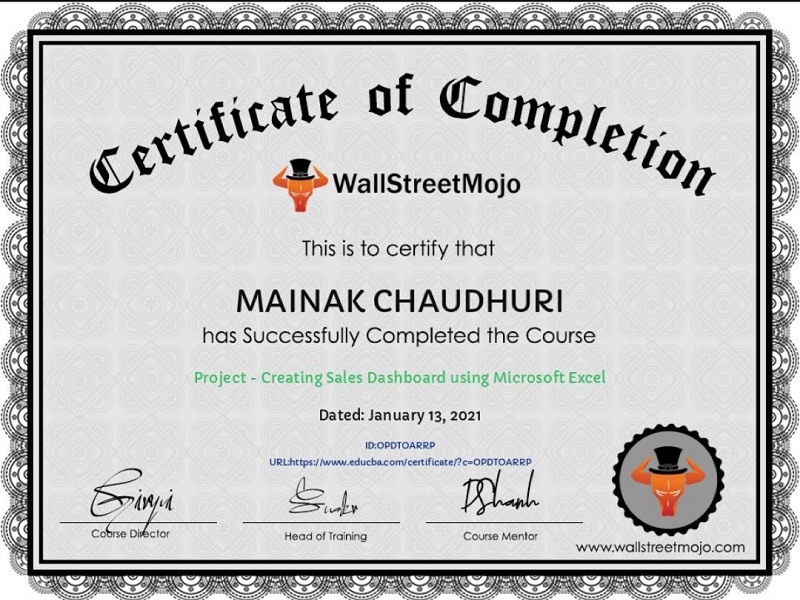 Certificate of Completion
WallStreetMojo
This is to certify that
MAINAK CHAUDHURI
has Successfully Completed the Course
Project - Creating Sales Dashboard using Microsoft Excel
Dated: January 13, 2021
ID:OPDTOARRP
URL:https://www.educba.com/certificate/?c=OPDTOARRP
Course Director
Head of Training
Course Mentor
www.wallstreetmojo.com